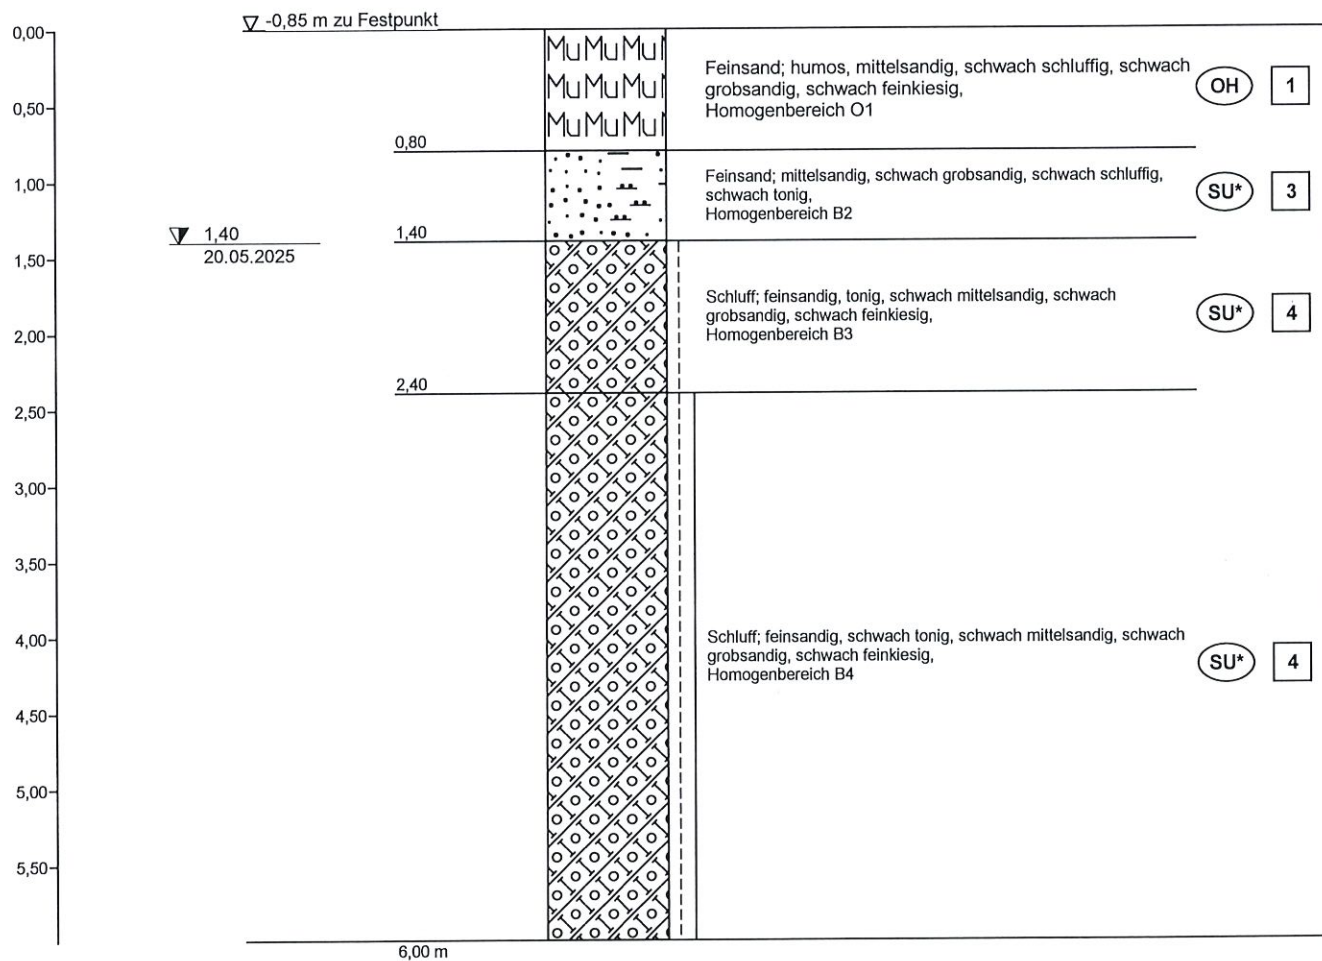 -0,85 m zu Festpunkt
0,00
MuMuMu
MuMuMu
MuMuMu
Feinsand; humos, mittelsandig, schwach schluffig, schwach
grobsandig, schwach feinkiesig,
Homogenbereich O1
OH
1
0,50
0,80
1,00
Feinsand; mittelsandig, schwach grobsandig, schwach schluffig,
schwach tonig,
Homogenbereich B2
SU*
3
1,40
20.05.2025
1,40
1,50
Schluff; feinsandig, tonig, schwach mittelsandig, schwach
grobsandig, schwach feinkiesig,
Homogenbereich B3
SU*
4
2,00
2,40
2,50
3,00
3,50
4,00
Schluff; feinsandig, schwach tonig, schwach mittelsandig, schwach
grobsandig, schwach feinkiesig,
Homogenbereich B4
SU*
4
4,50
5,00
5,50
6,00 m